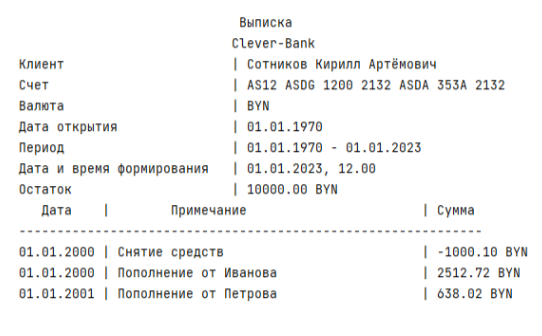 Выписка
Clever-Bank
Клиент | Сотников Кирилл Артёмович
Счет | AS12 ASDG 1200 2132 ASDA 353A 2132
Валюта | BYN
Дата открытия | 01.01.1970
Период | 01.01.1970 - 01.01.2023
Дата и время формирования | 01.01.2023, 12.00
Остаток | 10000.00 BYN
Дата | Примечание | Сумма
------------------------------------------------------------
01.01.2000 | Снятие средств | -1000.10 BYN
01.01.2000 | Пополнение от Иванова | 2512.72 BYN
01.01.2001 | Пополнение от Петрова | 638.02 BYN